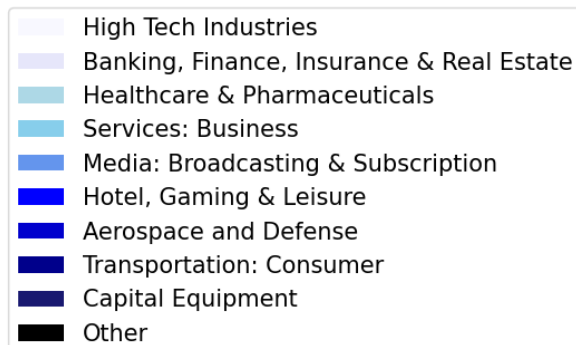 High Tech Industries
Banking, Finance, Insurance & Real Estate
Healthcare & Pharmaceuticals
Services: Business
Media: Broadcasting & Subscription
Hotel, Gaming & Leisure
Aerospace and Defense
Transportation: Consumer
Capital Equipment
Other